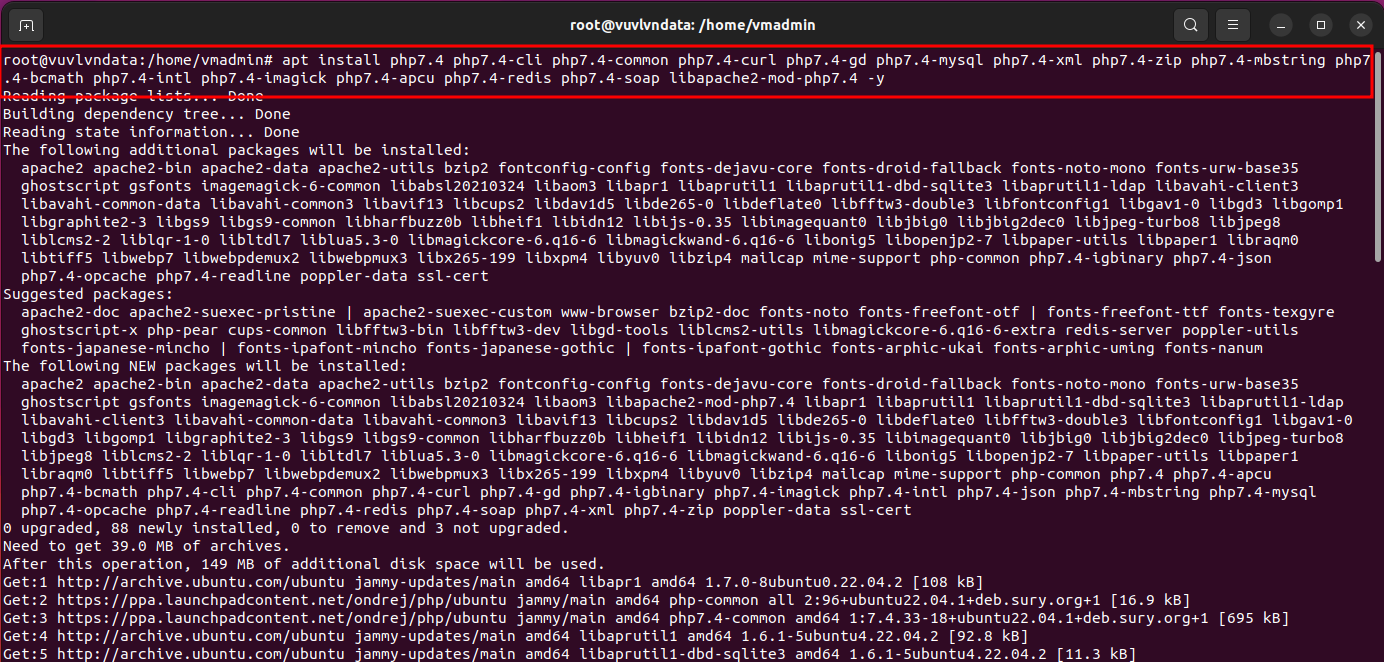 root@vuvlvndata: /home/vmadmin
root@vuvlvndata:/home/vmadmin# apt install php7.4 php7.4-cli php7.4-common php7.4-curl php7.4-gd php7.4-mysql php7.4-xml php7.4-zip php7.4-mbstring php7
.4-bcmath php7.4-intl php7.4-imagick php7.4-apcu php7.4-redis php7.4-soap libapache2-mod-php7.4 -y
Reading package lists... Done
Building dependency tree... Done
Reading state information... Done
The following additional packages will be installed:
  apache2 apache2-bin apache2-data apache2-utils bzip2 fontconfig-config fonts-dejavu-core fonts-droid-fallback fonts-noto-mono fonts-urw-base35
  ghostscript gsfonts imagemagick-6-common libabsl20210324 libaom3 libapr1 libaprutil1 libaprutil1-dbd-sqlite3 libaprutil1-ldap libavahi-client3
  libavahi-common-data libavahi-common3 libavif13 libcups2 libdav1d5 libde265-0 libdeflate0 libfftw3-double3 libfontconfig1 libgav1-0 libgd3 libgomp1
  libgraphite2-3 libgs9 libgs9-common libharfbuzz0b libheif1 libidn12 libijs-0.35 libimagequant0 libjbig0 libjbig2dec0 libjpeg-turbo8 libjpeg8
  liblcms2-2 liblqr-1-0 libltdl7 liblua5.3-0 libmagickcore-6.q16-6 libmagickwand-6.q16-6 libonig5 libopenjp2-7 libpaper-utils libpaper1 libraqm0
  libtiff5 libwebp7 libwebpdemux2 libwebpmux3 libx265-199 libxpm4 libyuv0 libzip4 mailcap mime-support php-common php7.4-igbinary php7.4-json
  php7.4-opcache php7.4-readline poppler-data ssl-cert
Suggested packages:
  apache2-doc apache2-suexec-pristine | apache2-suexec-custom www-browser bzip2-doc fonts-noto fonts-freefont-otf | fonts-freefont-ttf fonts-texgyre
  ghostscript-x php-pear cups-common libfftw3-bin libfftw3-dev libgd-tools liblcms2-utils libmagickcore-6.q16-6-extra redis-server poppler-utils
  fonts-japanese-mincho | fonts-ipafont-mincho fonts-japanese-gothic | fonts-ipafont-gothic fonts-arphic-ukai fonts-arphic-uming fonts-nanum
The following NEW packages will be installed:
  apache2 apache2-bin apache2-data apache2-utils bzip2 fontconfig-config fonts-dejavu-core fonts-droid-fallback fonts-noto-mono fonts-urw-base35
  ghostscript gsfonts imagemagick-6-common libabsl20210324 libaom3 libapache2-mod-php7.4 libapr1 libaprutil1 libaprutil1-dbd-sqlite3 libaprutil1-ldap
  libavahi-client3 libavahi-common-data libavahi-common3 libavif13 libcups2 libdav1d5 libde265-0 libdeflate0 libfftw3-double3 libfontconfig1 libgav1-0
  libgd3 libgomp1 libgraphite2-3 libgs9 libgs9-common libharfbuzz0b libheif1 libidn12 libijs-0.35 libimagequant0 libjbig0 libjbig2dec0 libjpeg-turbo8
  libjpeg8 liblcms2-2 liblqr-1-0 libltdl7 liblua5.3-0 libmagickcore-6.q16-6 libmagickwand-6.q16-6 libonig5 libopenjp2-7 libpaper-utils libpaper1
  libraqm0 libtiff5 libwebp7 libwebpdemux2 libwebpmux3 libx265-199 libxpm4 libyuv0 libzip4 mailcap mime-support php-common php7.4 php7.4-apcu
  php7.4-bcmath php7.4-cli php7.4-common php7.4-curl php7.4-gd php7.4-igbinary php7.4-imagick php7.4-intl php7.4-json php7.4-mbstring php7.4-mysql
  php7.4-opcache php7.4-readline php7.4-redis php7.4-soap php7.4-xml php7.4-zip poppler-data ssl-cert
0 upgraded, 88 newly installed, 0 to remove and 3 not upgraded.
Need to get 39.0 MB of archives.
After this operation, 149 MB of additional disk space will be used.
Get:1 http://archive.ubuntu.com/ubuntu jammy-updates/main amd64 libapr1 amd64 1.7.0-8ubuntu0.22.04.2 [108 kB]
Get:2 https://ppa.launchpadcontent.net/ondrej/php/ubuntu jammy/main amd64 php-common all 2:96+ubuntu22.04.1+deb.sury.org+1 [16.9 kB]
Get:3 https://ppa.launchpadcontent.net/ondrej/php/ubuntu jammy/main amd64 php7.4-common amd64 1:7.4.33-18+ubuntu22.04.1+deb.sury.org+1 [695 kB]
Get:4 http://archive.ubuntu.com/ubuntu jammy-updates/main amd64 libaprutil1 amd64 1.6.1-5ubuntu4.22.04.2 [92.8 kB]
Get:5 http://archive.ubuntu.com/ubuntu jammy-updates/main amd64 libaprutil1-dbd-sqlite3 amd64 1.6.1-5ubuntu4.22.04.2 [11.3 kB]